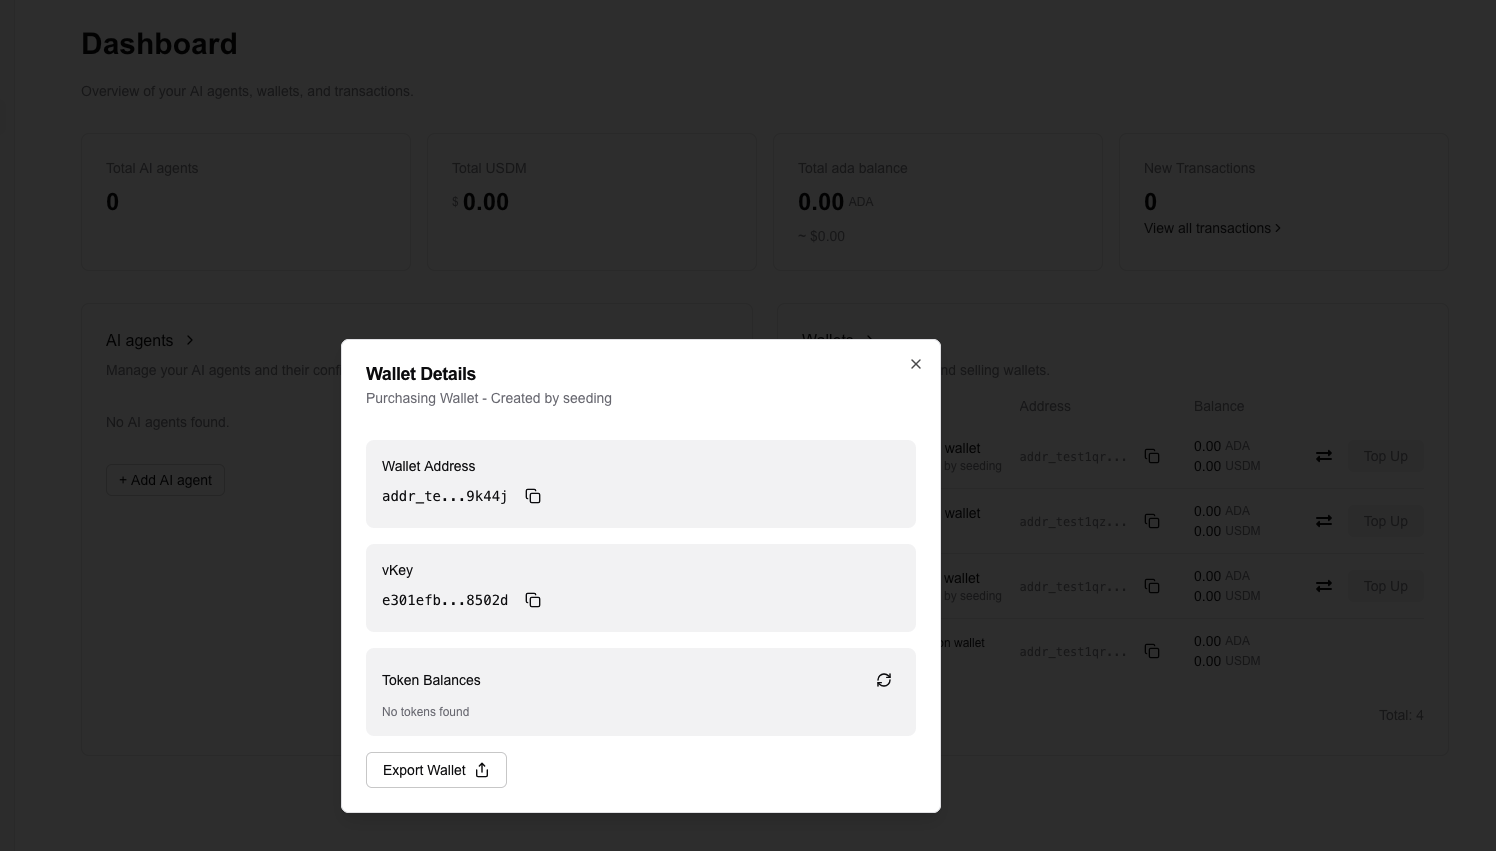 Dashboard
Overview of your AI agents, wallets, and transactions.
Total AI agents
0
Total USDM
$ 0.00
Total ada balance
0.00 ADA
~ $0.00
New Transactions
0
View all transactions
AI agents
Manage your AI agents and their
No AI agents found.
+ Add AI agent
Wallets
selling wallets.
Address Balance
wallet
by seeding
addr_test1qr...
0.00 ADA
0.00 USDM
Top Up
wallet
addr_test1qz...
0.00 ADA
0.00 USDM
Top Up
wallet
by seeding
addr_test1qr...
0.00 ADA
0.00 USDM
Top Up
wallet
addr_test1qr...
0.00 ADA
0.00 USDM
Total: 4
Wallet Details
Purchasing Wallet - Created by seeding
Wallet Address
addr_te...9k44j
vKey
e301efb...8502d
Token Balances
No tokens found
Export Wallet